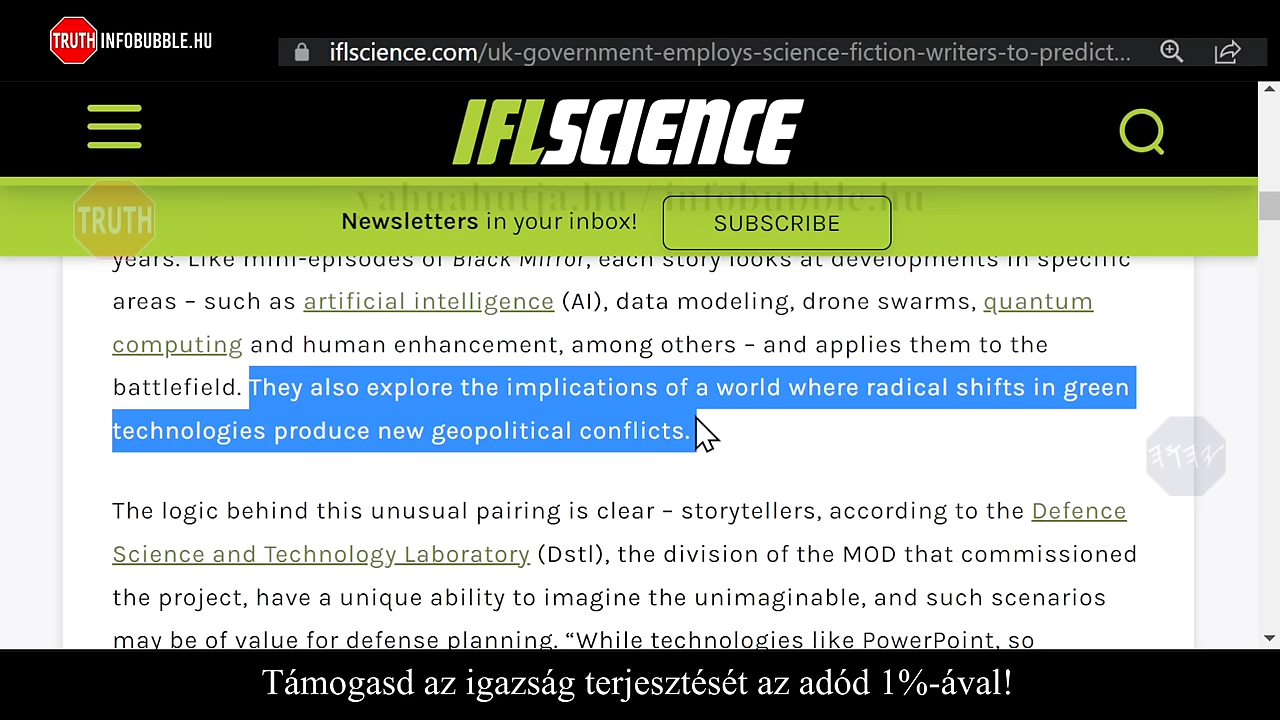 TRUTH INFOBUBBLE.HU
iflscience.com/uk-government-employs-science-fiction-writers-to-predict...
IFLSCIENCE
yahuahutja.hu / infobubble.hu
TRUTH
Newsletters in your inbox!
SUBSCRIBE
years. Like mini-episodes of Black Mirror, each story looks at developments in specific
areas – such as artificial intelligence (AI), data modeling, drone swarms, quantum
computing and human enhancement, among others – and applies them to the
battlefield. They also explore the implications of a world where radical shifts in green
technologies produce new geopolitical conflicts.
The logic behind this unusual pairing is clear – storytellers, according to the Defence
Science and Technology Laboratory (Dstl), the division of the MOD that commissioned
the project, have a unique ability to imagine the unimaginable, and such scenarios
may be of value for defense planning. “While technologies like PowerPoint, so
Támogasd az igazság terjesztését az adód 1%-ával!